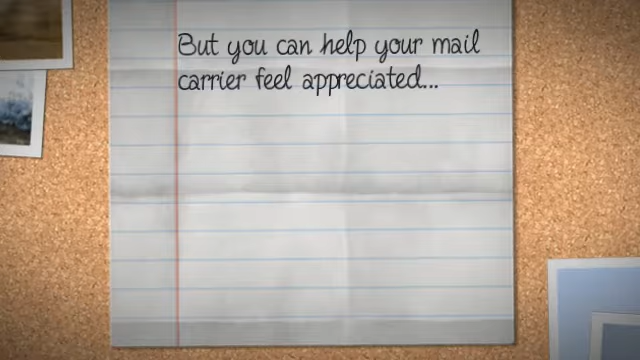 But you can help your mail
carrier feel appreciated...